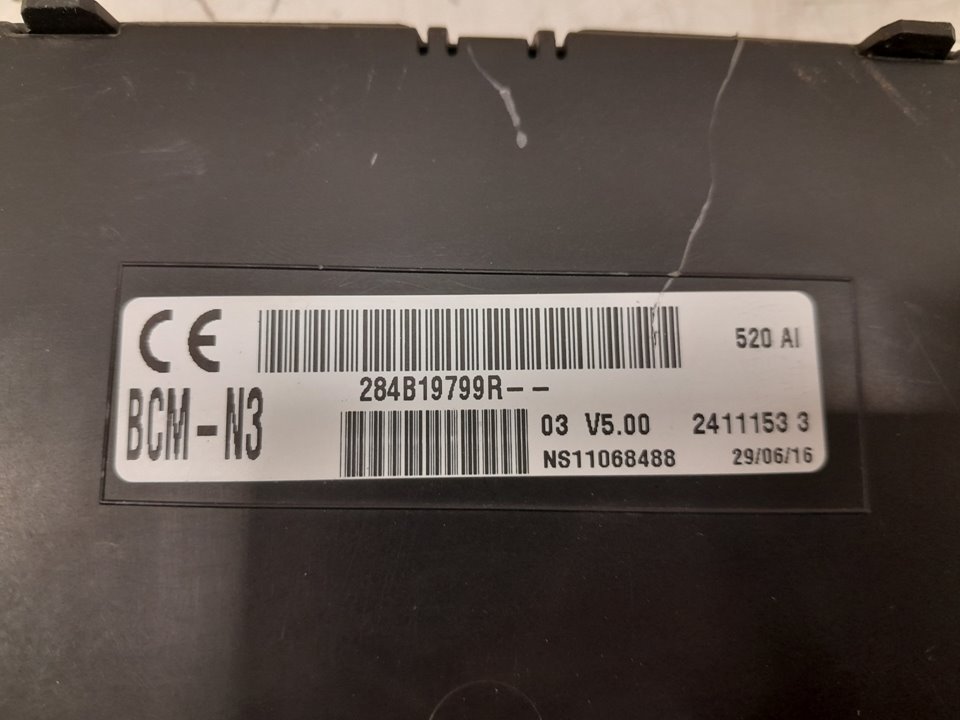 CE
520 AI
284B19799R--
BCM-N3
03 V5.00 2411153 3
NS11068488 29/06/16